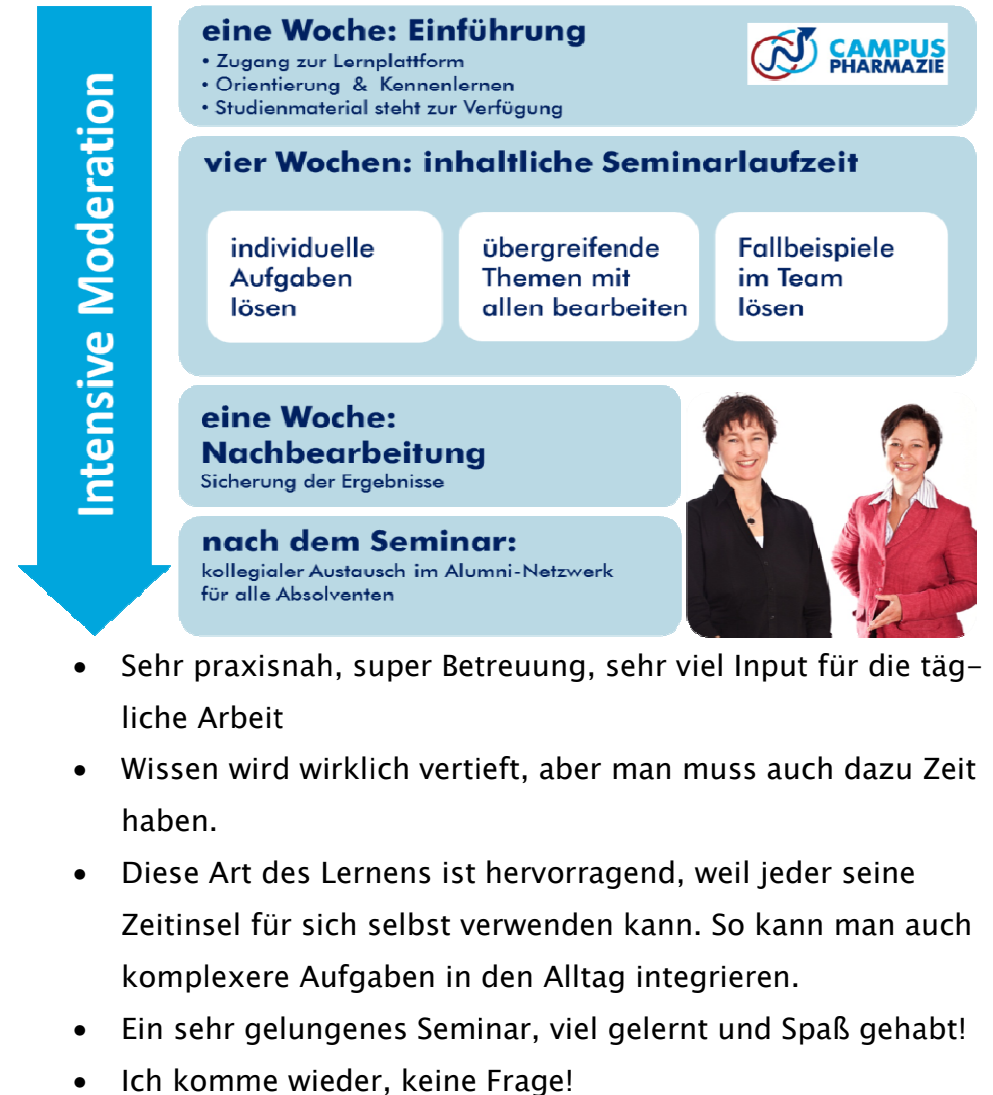 Intensive Moderation
eine Woche: Einführung
• Zugang zur Lernplattform
• Orientierung & Kennenlernen
• Studienmaterial steht zur Verfügung
CAMPUS
PHARMAZIE
vier Wochen: inhaltliche Seminarlaufzeit
individuelle
Aufgaben
lösen
übergreifende
Themen mit
allen bearbeiten
Fallbeispiele
im Team
lösen
eine Woche:
Nachbearbeitung
Sicherung der Ergebnisse
nach dem Seminar:
kollegialer Austausch im Alumni-Netzwerk
für alle Absolventen
• Sehr praxisnah, super Betreuung, sehr viel Input für die täg-
liche Arbeit
• Wissen wird wirklich vertieft, aber man muss auch dazu Zeit
haben.
• Diese Art des Lernens ist hervorragend, weil jeder seine
Zeitinsel für sich selbst verwenden kann. So kann man auch
komplexere Aufgaben in den Alltag integrieren.
• Ein sehr gelungenes Seminar, viel gelernt und Spaß gehabt!
• Ich komme wieder, keine Frage!